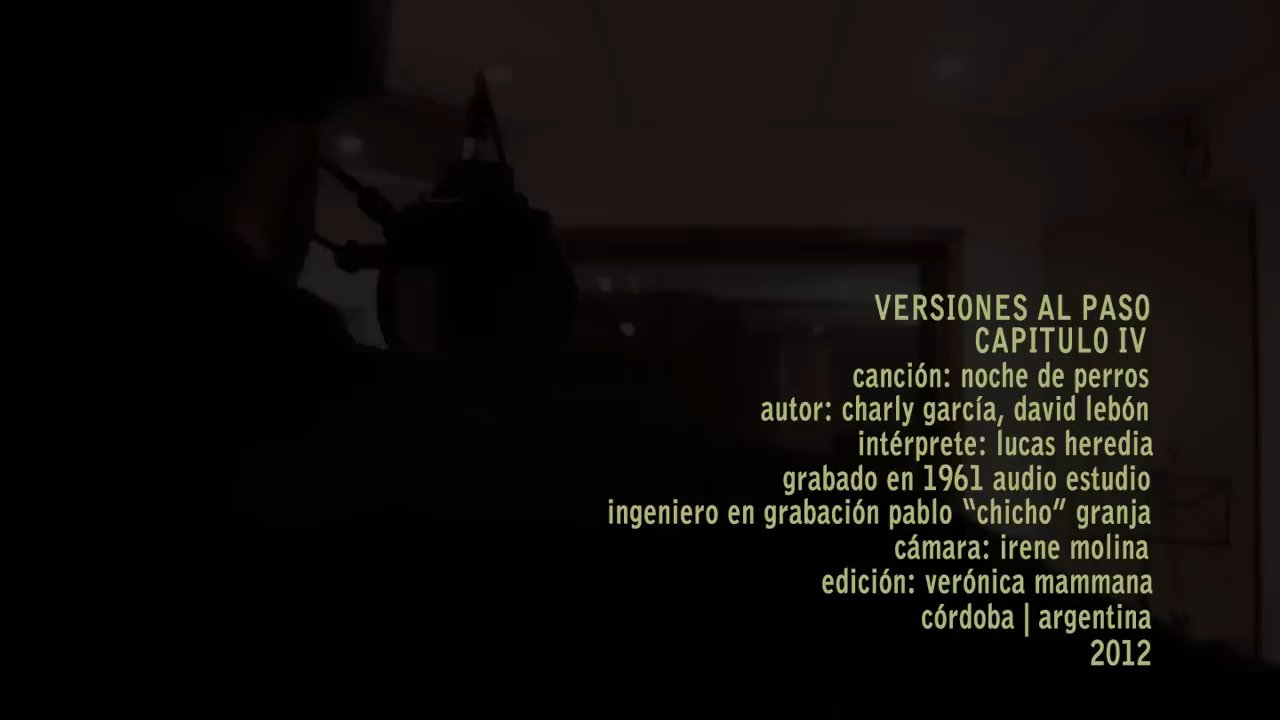 VERSIONES AL PASO
CAPITULO IV
canción: noche de perros
autor: charly garcía, david lebón
intérprete: lucas heredia
grabado en 1961 audio estudio
ingeniero en grabación pablo “chicho” granja
cámara: irene molina
edición: verónica mammana
córdoba | argentina
2012